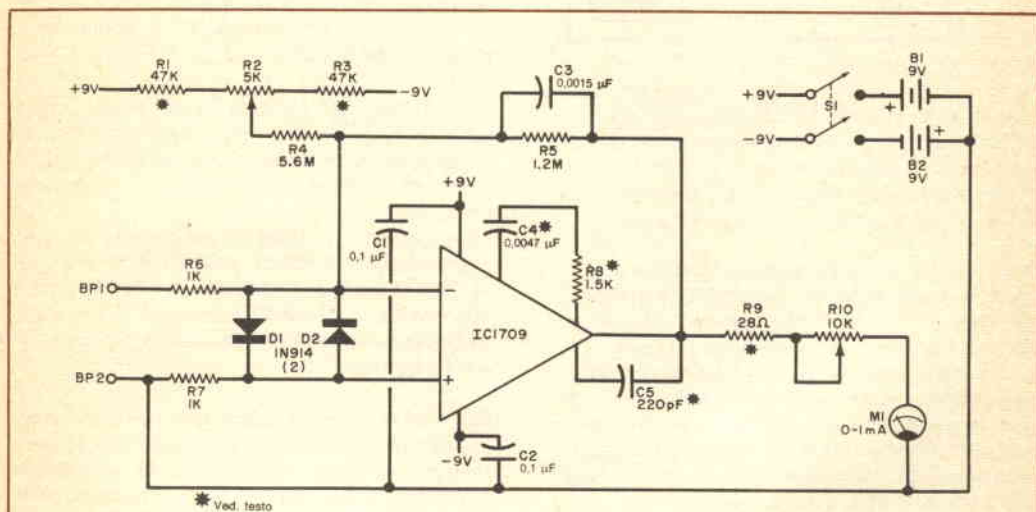 R1
47K
✱
R2
5K
R3
47K
✱
+9V
-9V
R4
5.6M
C3
0,0015 µF
R5
1.2M
+9V
-9V
S1
B1
9V
+
+
B2
9V
+9V
C1
0,1 µF
C4✱
0,0047 µF
R8✱
1.5K
BP1
R6
1K
D1
D2
1N914
(2)
BP2
R7
1K
−
+
IC1709
R9
28Ω
✱
R10
10K
C5
220pF✱
M1
0-1mA
-9V
C2
0,1 µF
✱ Ved. testo